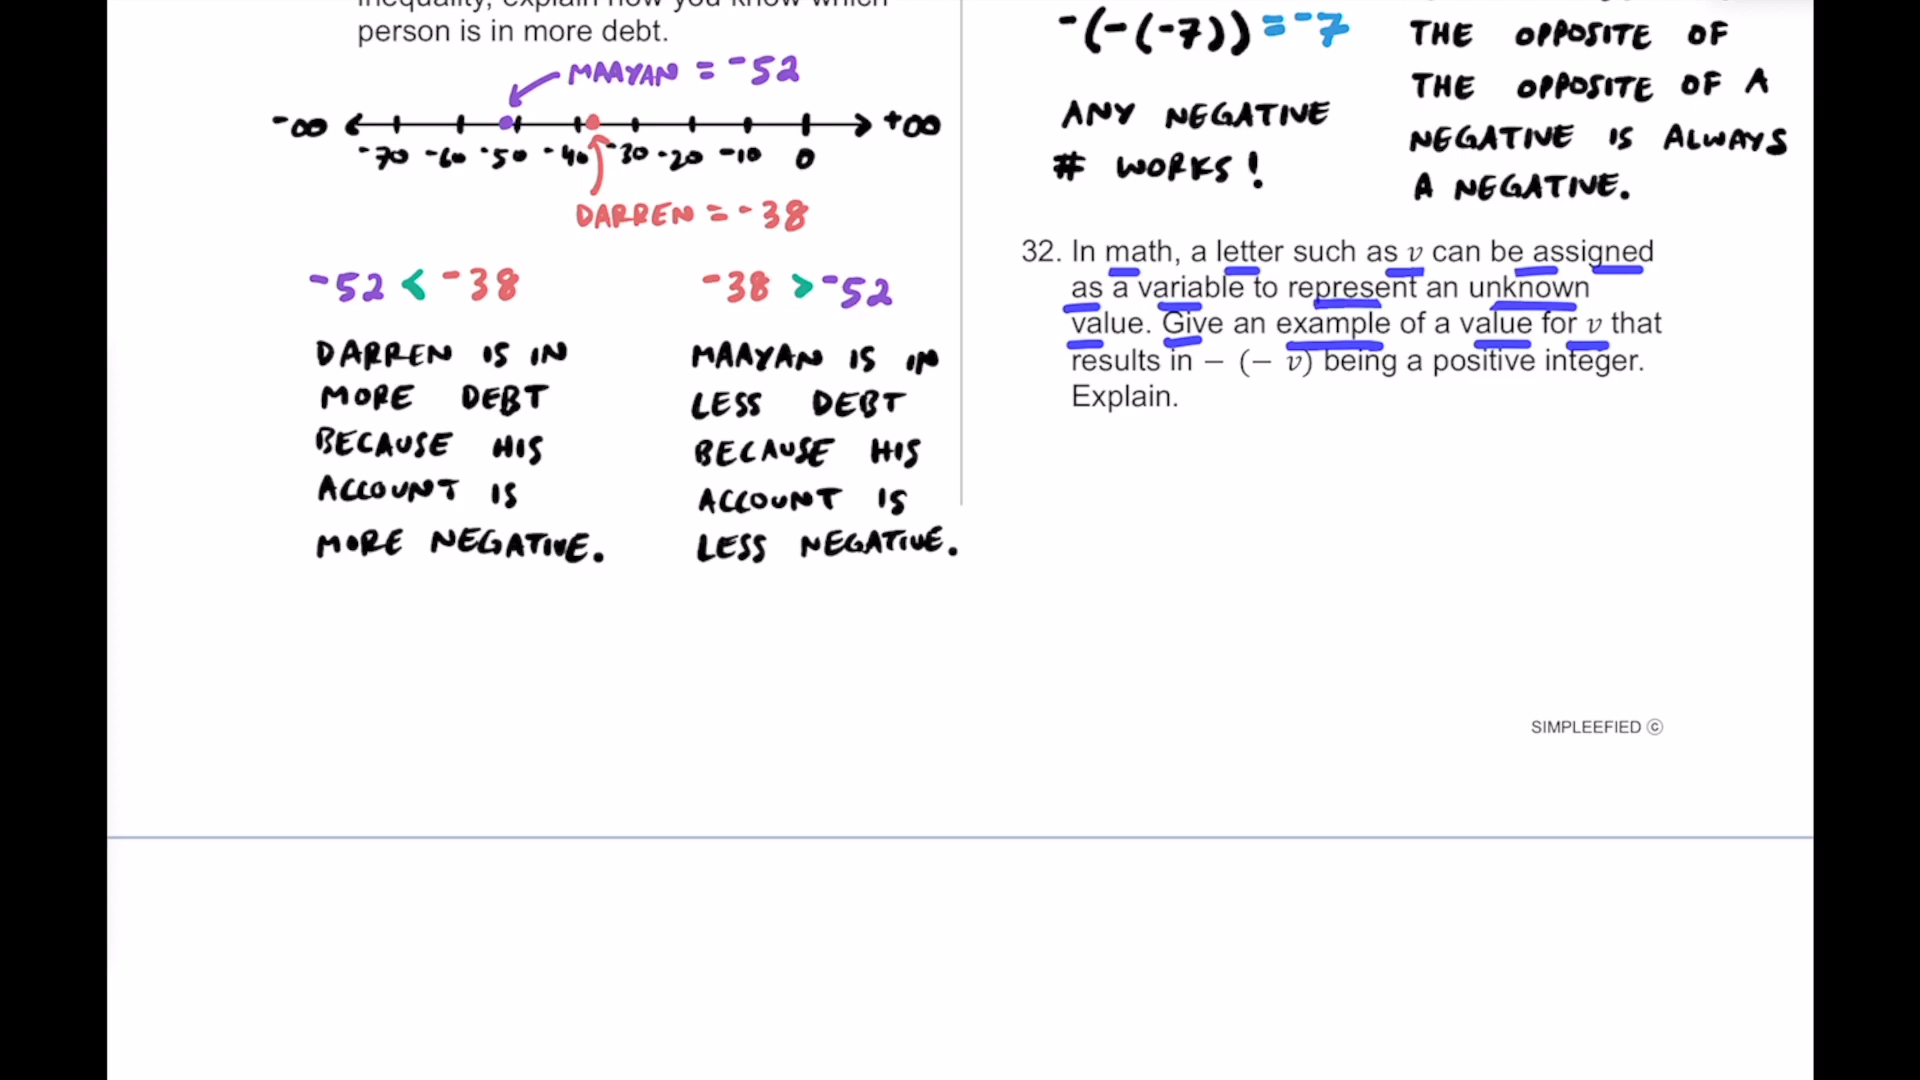 person is in more debt.
MAAYAN = -52
-∞
+∞
-70 -60 -50 -40 -30 -20 -10 0
DARREN = -38
-52 < -38
DARREN IS IN
MORE DEBT
BECAUSE HIS
ACCOUNT IS
MORE NEGATIVE.
-38 > -52
MAAYAN IS IN
LESS DEBT
BECAUSE HIS
ACCOUNT IS
LESS NEGATIVE.
-(-(-7)) = -7
ANY NEGATIVE
# WORKS!
THE OPPOSITE OF
THE OPPOSITE OF A
NEGATIVE IS ALWAYS
A NEGATIVE.
32. In math, a letter such as v can be assigned
as a variable to represent an unknown
value. Give an example of a value for v that
results in − (− v) being a positive integer.
Explain.
SIMPLEEFIED ©